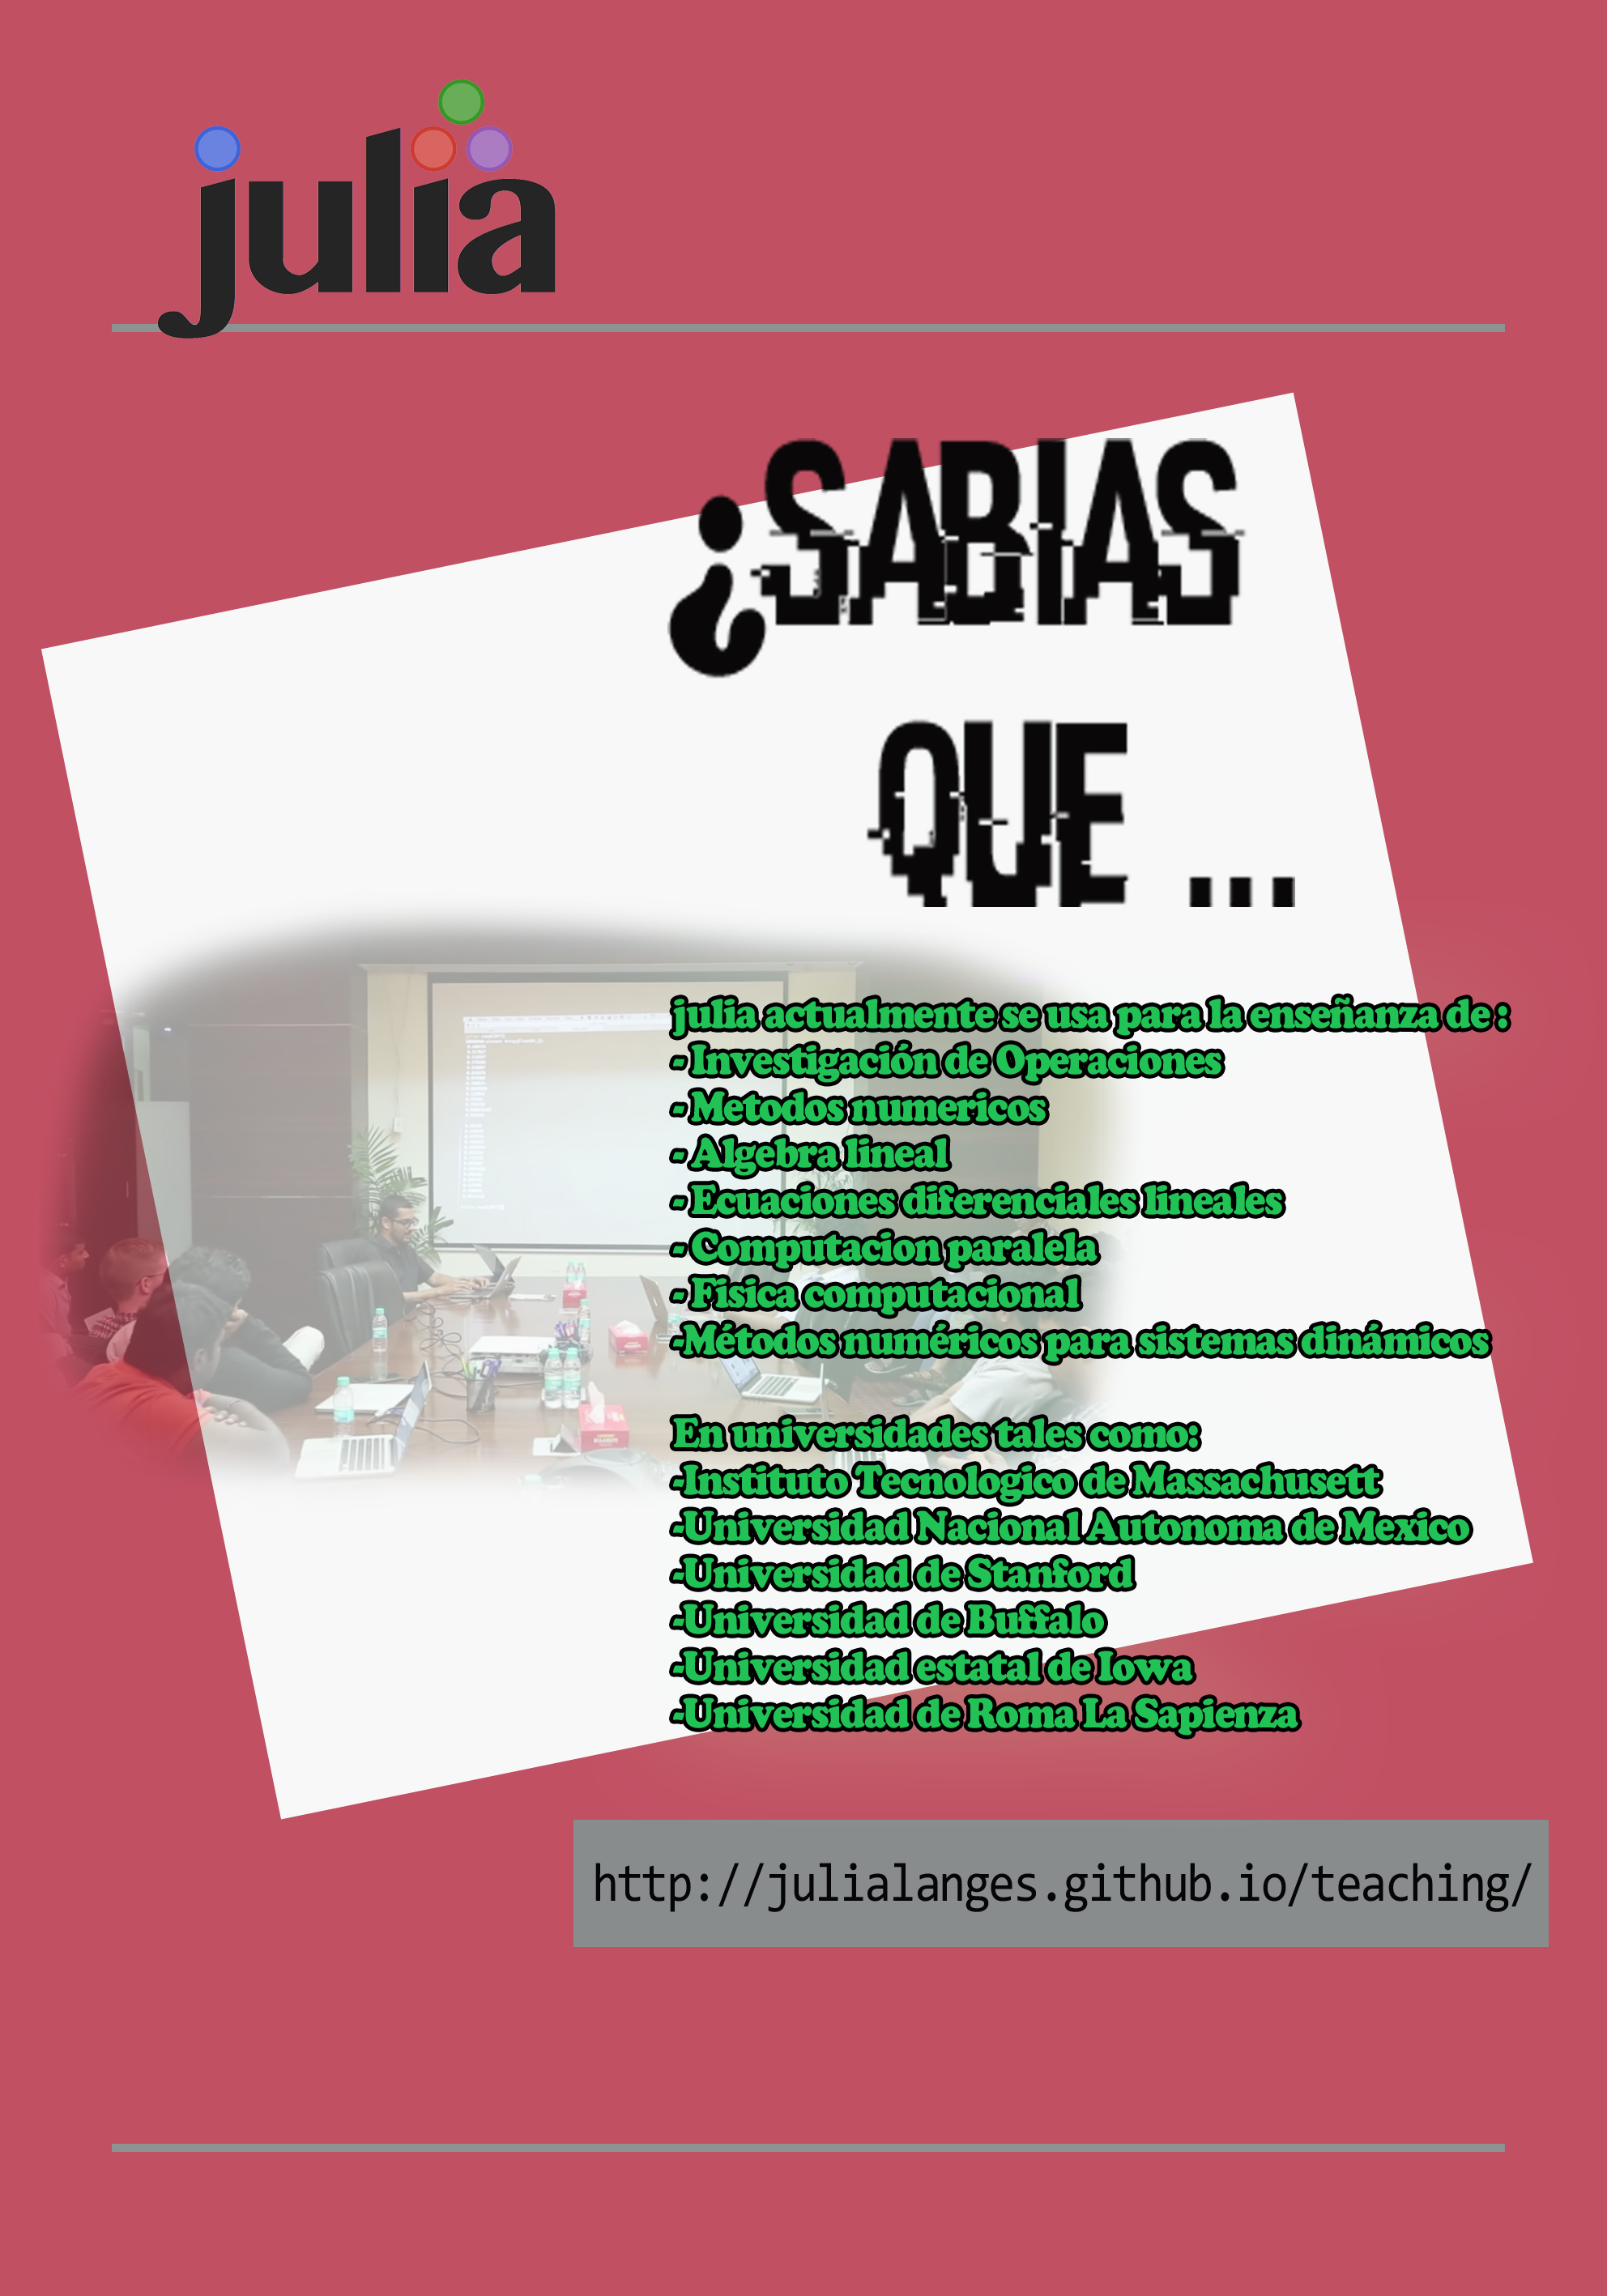 julia
¿SABIAS
QUE ...
julia actualmente se usa para la enseñanza de :
- Investigación de Operaciones
- Metodos numericos
- Algebra lineal
- Ecuaciones diferenciales lineales
- Computacion paralela
- Fisica computacional
-Métodos numéricos para sistemas dinámicos
En universidades tales como:
-Instituto Tecnologico de Massachusett
-Universidad Nacional Autonoma de Mexico
-Universidad de Stanford
-Universidad de Buffalo
-Universidad estatal de Iowa
-Universidad de Roma La Sapienza
http://julialanges.github.io/teaching/